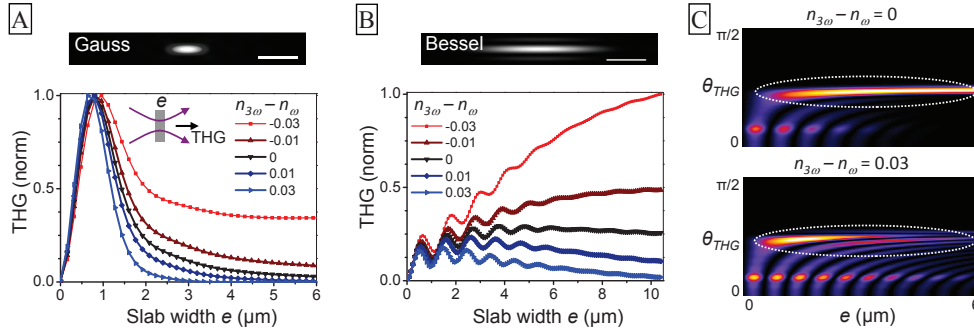 A
Gauss
1.0
0.5
0.0
THG (norm)
e
THG
n3ω − nω
-0.03
-0.01
0
0.01
0.03
0 1 2 3 4 5 6
Slab width e (µm)
B
Bessel
1.0
0.5
0.0
THG (norm)
n3ω − nω
-0.03
-0.01
0
0.01
0.03
0 2 4 6 8 10
Slab width e (µm)
C
n3ω − nω = 0
π/2
θTHG
0
n3ω − nω = 0.03
π/2
θTHG
0
0 e (µm) 6